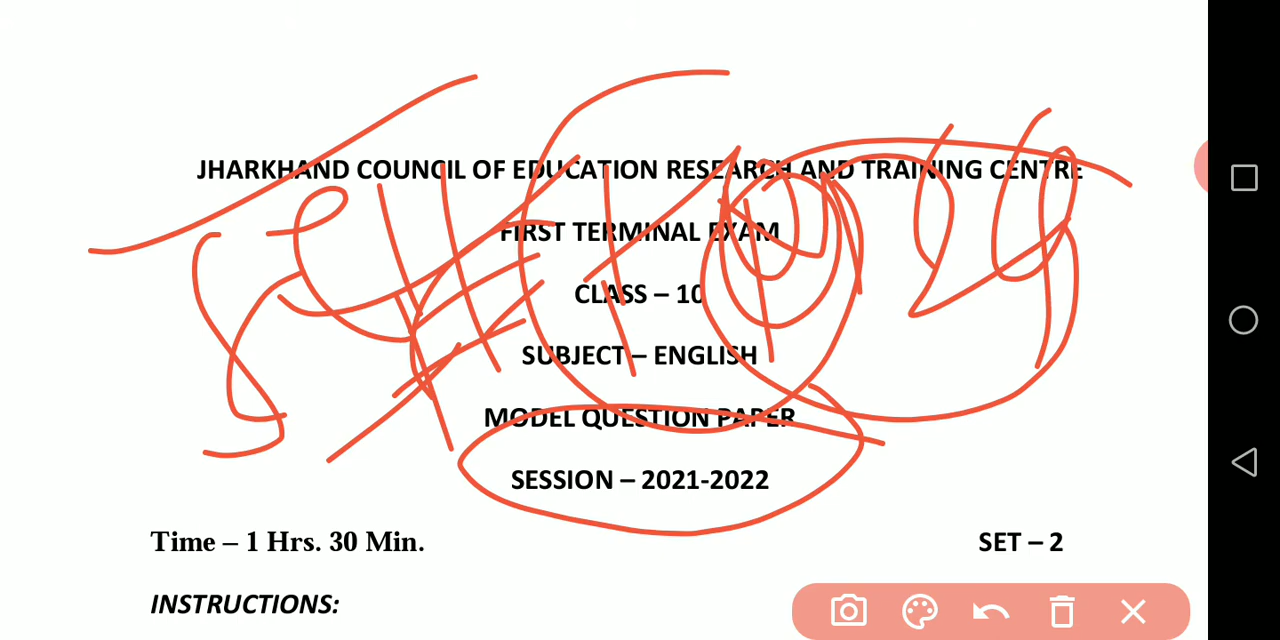 JHARKHAND COUNCIL OF EDUCATION RESEARCH AND TRAINING CENTRE
FIRST TERMINAL EXAM
CLASS – 10
SUBJECT – ENGLISH
MODEL QUESTION PAPER
SESSION – 2021-2022
Time – 1 Hrs. 30 Min. SET – 2
INSTRUCTIONS: